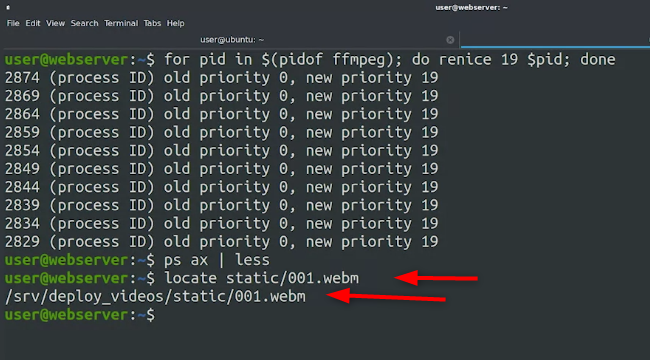 user@webserver: ~
File Edit View Search Terminal Tabs Help
user@ubuntu: ~
user@webserver:~$ for pid in $(pidof ffmpeg); do renice 19 $pid; done
2874 (process ID) old priority 0, new priority 19
2869 (process ID) old priority 0, new priority 19
2864 (process ID) old priority 0, new priority 19
2859 (process ID) old priority 0, new priority 19
2854 (process ID) old priority 0, new priority 19
2849 (process ID) old priority 0, new priority 19
2844 (process ID) old priority 0, new priority 19
2839 (process ID) old priority 0, new priority 19
2834 (process ID) old priority 0, new priority 19
2829 (process ID) old priority 0, new priority 19
user@webserver:~$ ps ax | less
user@webserver:~$ locate static/001.webm
/srv/deploy_videos/static/001.webm
user@webserver:~$